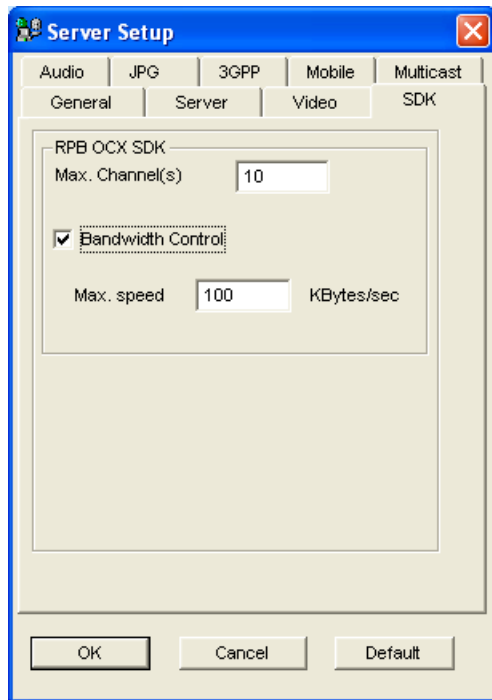 Server Setup
Audio JPG 3GPP Mobile Multicast
General Server Video SDK
RPB OCX SDK
Max. Channel(s) 10
Bandwidth Control
Max. speed 100 KBytes/sec
OK Cancel Default